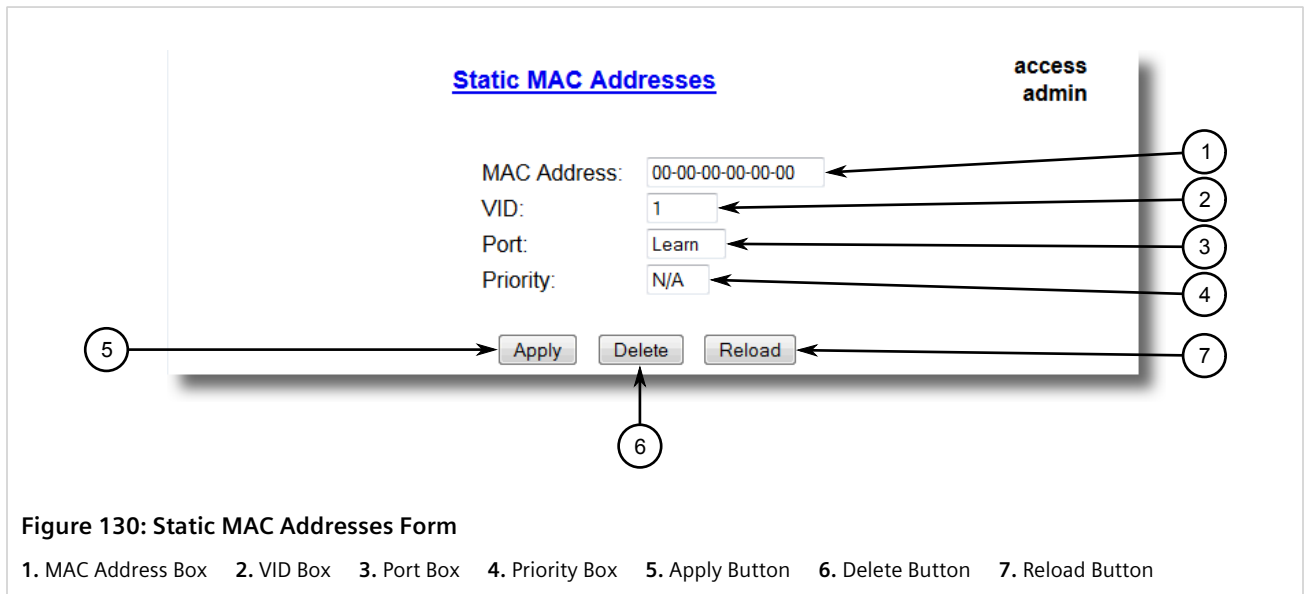 Static MAC Addresses
access
admin
MAC Address: 00-00-00-00-00-00
VID: 1
Port: Learn
Priority: N/A
Apply Delete Reload
1
2
3
4
5
7
6
Figure 130: Static MAC Addresses Form
1. MAC Address Box 2. VID Box 3. Port Box 4. Priority Box 5. Apply Button 6. Delete Button 7. Reload Button